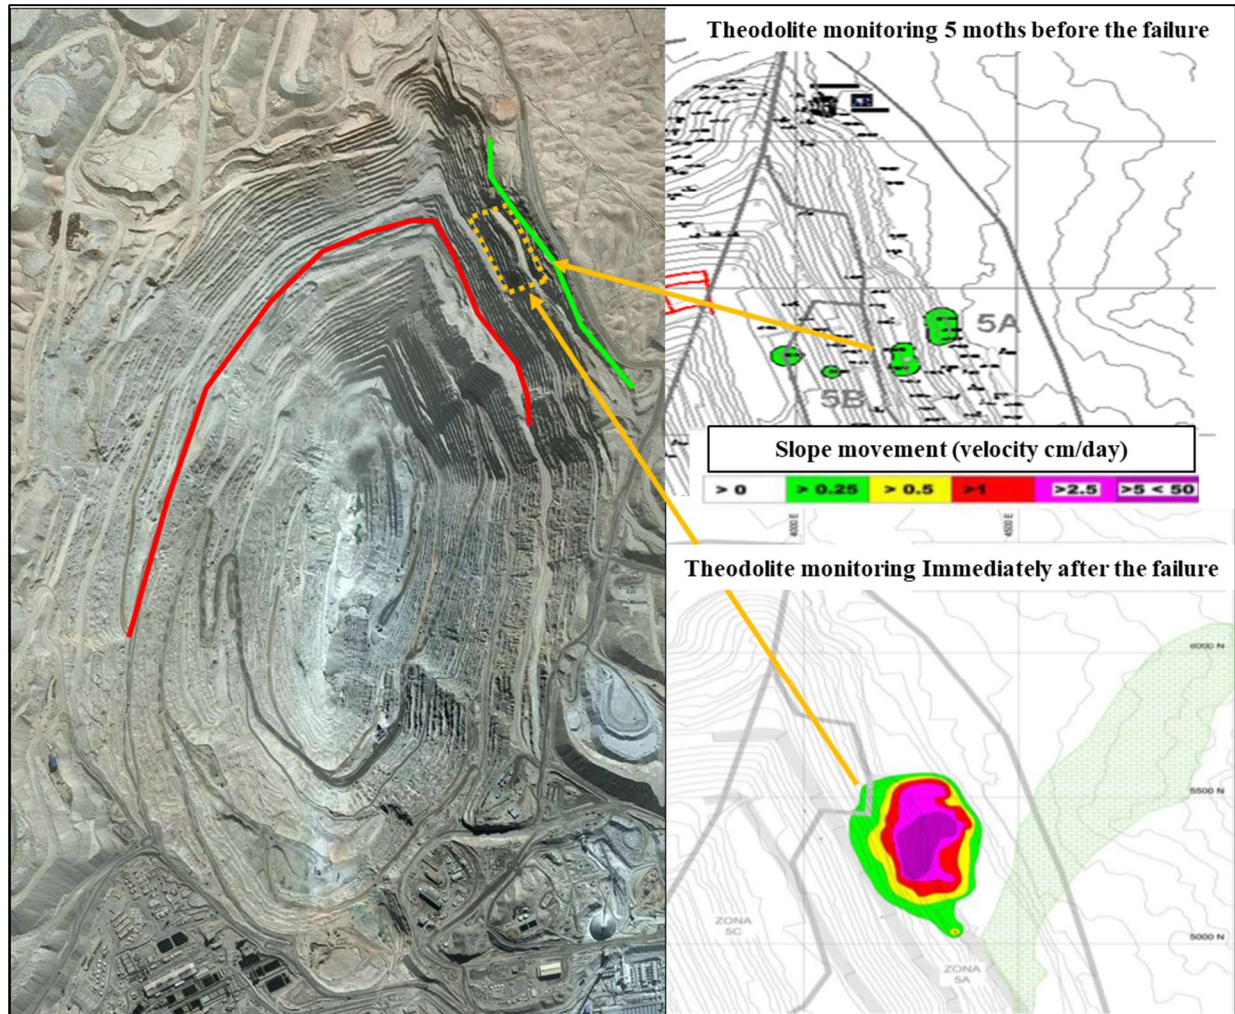 Theodolite monitoring 5 moths before the failure
5A
5B
Slope movement (velocity cm/day)
> 0
> 0.25
> 0.5
>1
>2.5
>5 < 50
4000 E
4500 E
Theodolite monitoring Immediately after the failure
6000 N
5500 N
5000 N
ZONA
5C
ZONA
5A